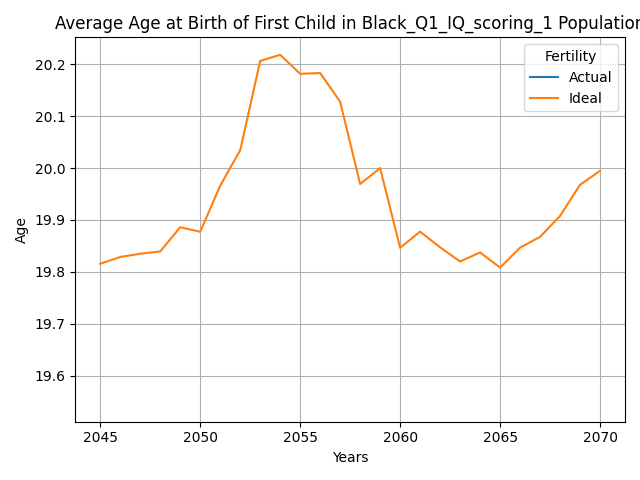 Average Age at Birth of First Child in Black_Q1_IQ_scoring_1 Population
Fertility
Actual
Ideal
20.2
20.1
20.0
19.9
19.8
19.7
19.6
Age
2045 2050 2055 2060 2065 2070
Years